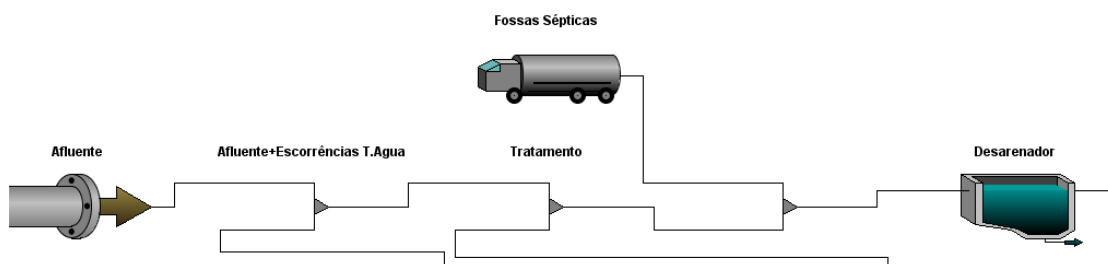 Fossas Sépticas
Afluente
Afluente+Escorrências T.Agua
Tratamento
Desarenador